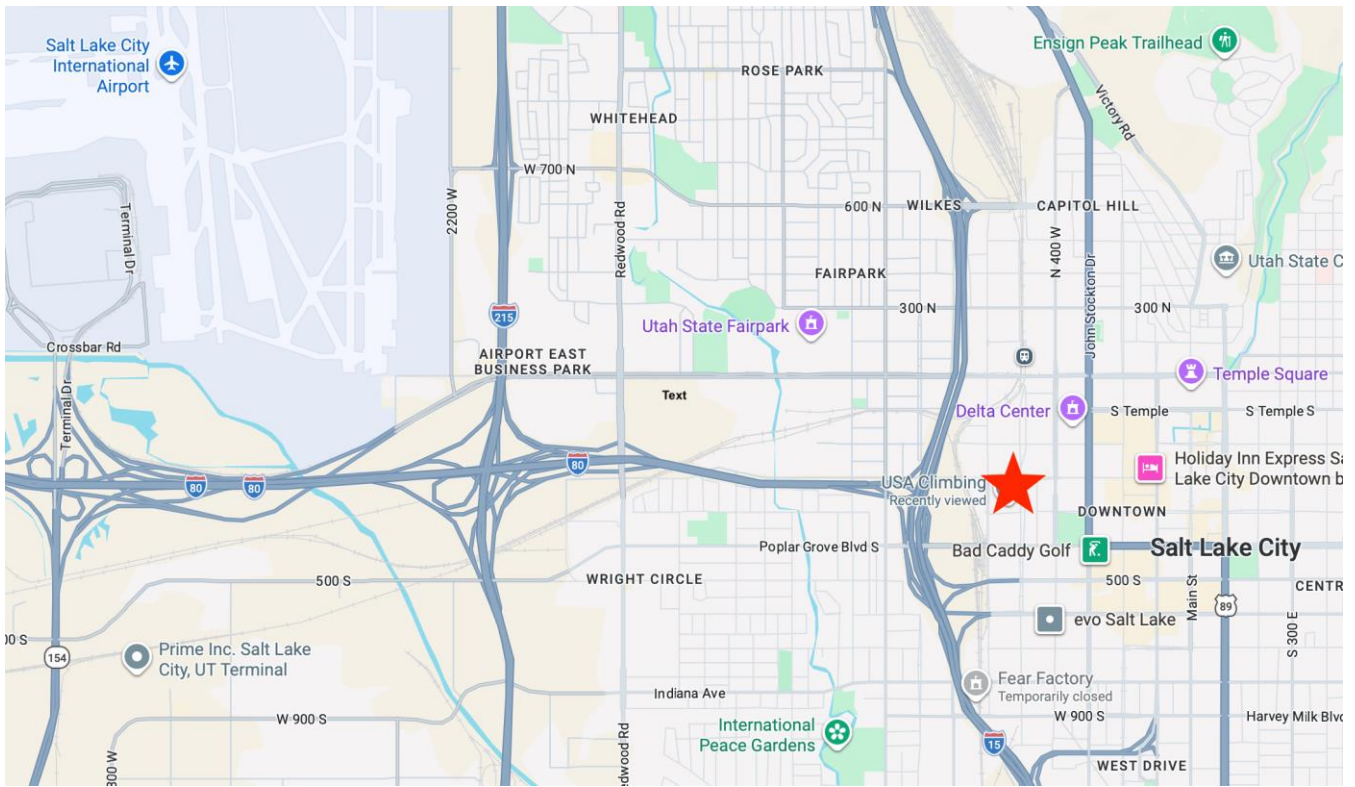 Salt Lake City
International
Airport
Ensign Peak Trailhead
ROSE PARK
Victory Rd
WHITEHEAD
W 700 N
2200 W
Redwood Rd
600 N
WILKES
CAPITOL HILL
Terminal Dr
N 400 W
Utah State C
FAIRPARK
John Stockton Dr
300 N
300 N
215
Utah State Fairpark
Crossbar Rd
AIRPORT EAST
BUSINESS PARK
Temple Square
Text
Terminal Dr
Delta Center
S Temple
S Temple S
80
80
80
USA Climbing
Recently viewed
Holiday Inn Express Sa
Lake City Downtown b
DOWNTOWN
Poplar Grove Blvd S
Bad Caddy Golf
Salt Lake City
500 S
WRIGHT CIRCLE
500 S
CENTR
Main St
89
evo Salt Lake
00 S
154
Prime Inc. Salt Lake
City, UT Terminal
S 300 E
Fear Factory
Temporarily closed
Indiana Ave
W 900 S
International
Peace Gardens
Redwood Rd
W 900 S
Harvey Milk Blvd
15
WEST DRIVE